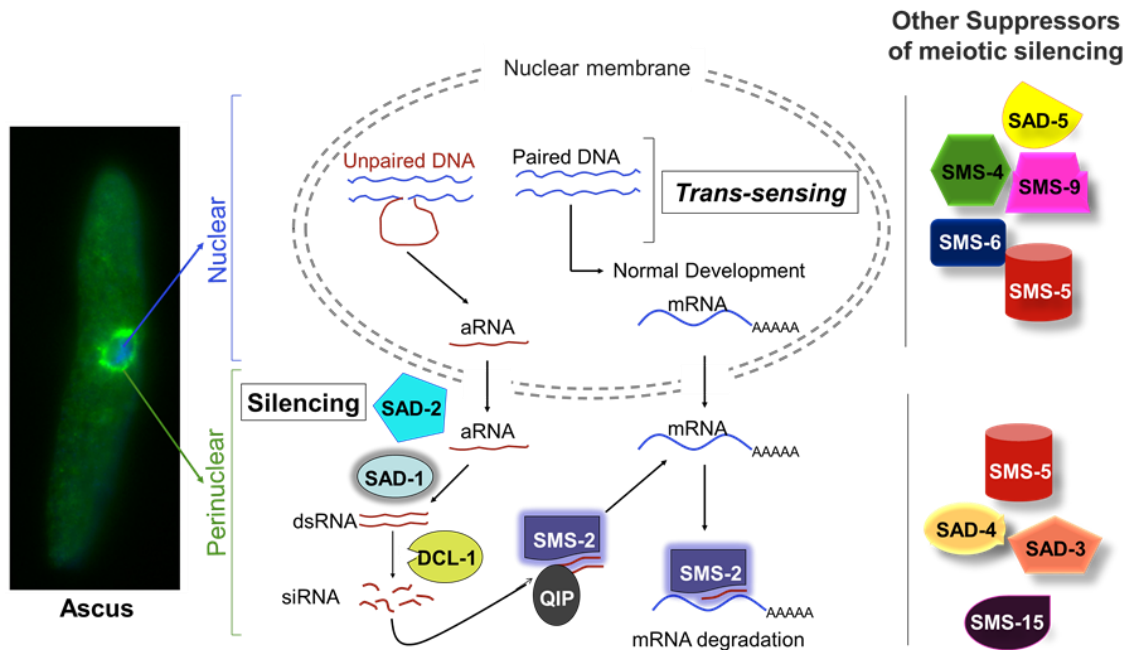 Other Suppressors
of meiotic silencing
Nuclear membrane
Nuclear
Unpaired DNA
Paired DNA
Trans-sensing
Normal Development
aRNA
mRNA
AAAAA
SAD-5
SMS-4
SMS-9
SMS-6
SMS-5
Perinuclear
Silencing
SAD-2
aRNA
mRNA
AAAAA
SAD-1
dsRNA
DCL-1
siRNA
SMS-2
QIP
SMS-2
AAAAA
mRNA degradation
SMS-5
SAD-4
SAD-3
SMS-15
Ascus